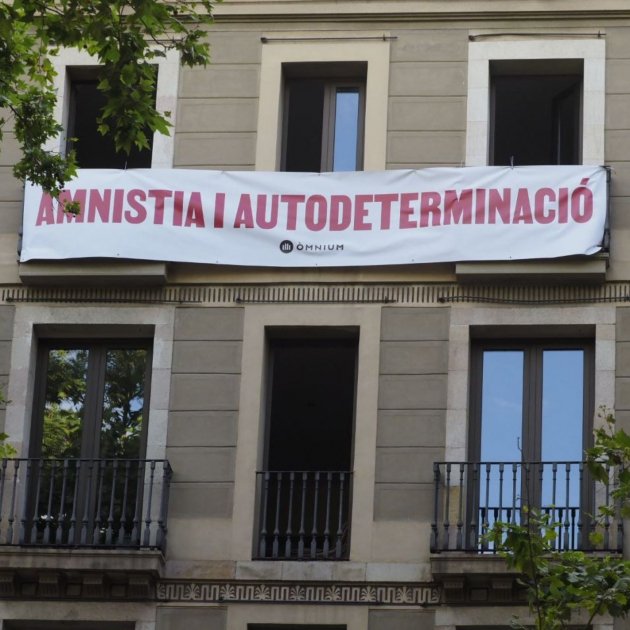 AMNISTIA I AUTODETERMINACIÓ
ÒMNIUM